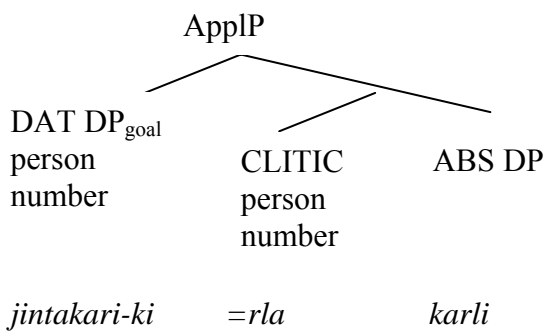 ApplP
DAT DPgoal
person
number
CLITIC
person
number
ABS DP
jintakari-ki =rla karli